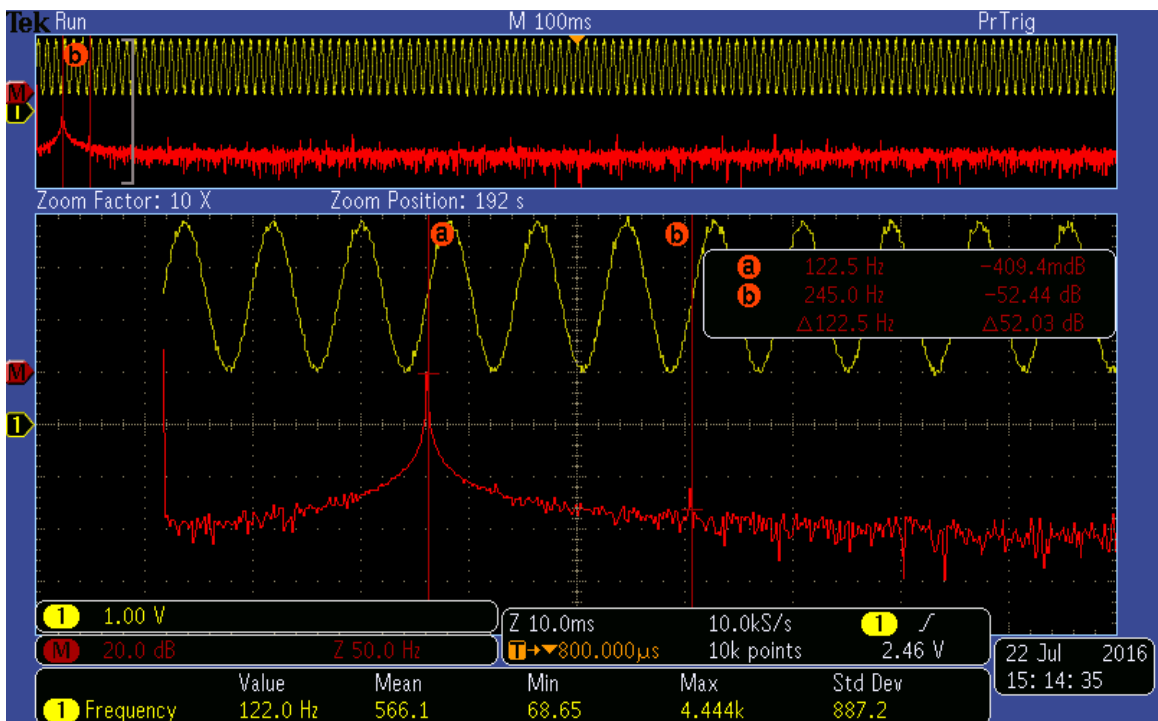 Tek Run M 100ms PrTrig
b
M
1
Zoom Factor: 10 X Zoom Position: 192 s
a b
a 122.5 Hz -409.4mdB
b 245.0 Hz -52.44 dB
△122.5 Hz △52.03 dB
M
1
1 1.00 V
M 20.0 dB Z 50.0 Hz
Z 10.0ms 10.0kS/s 1
T→▼800.000µs 10k points 2.46 V
22 Jul 2016
15:14:35
Value Mean Min Max Std Dev
1 Frequency 122.0 Hz 566.1 68.65 4.444k 887.2